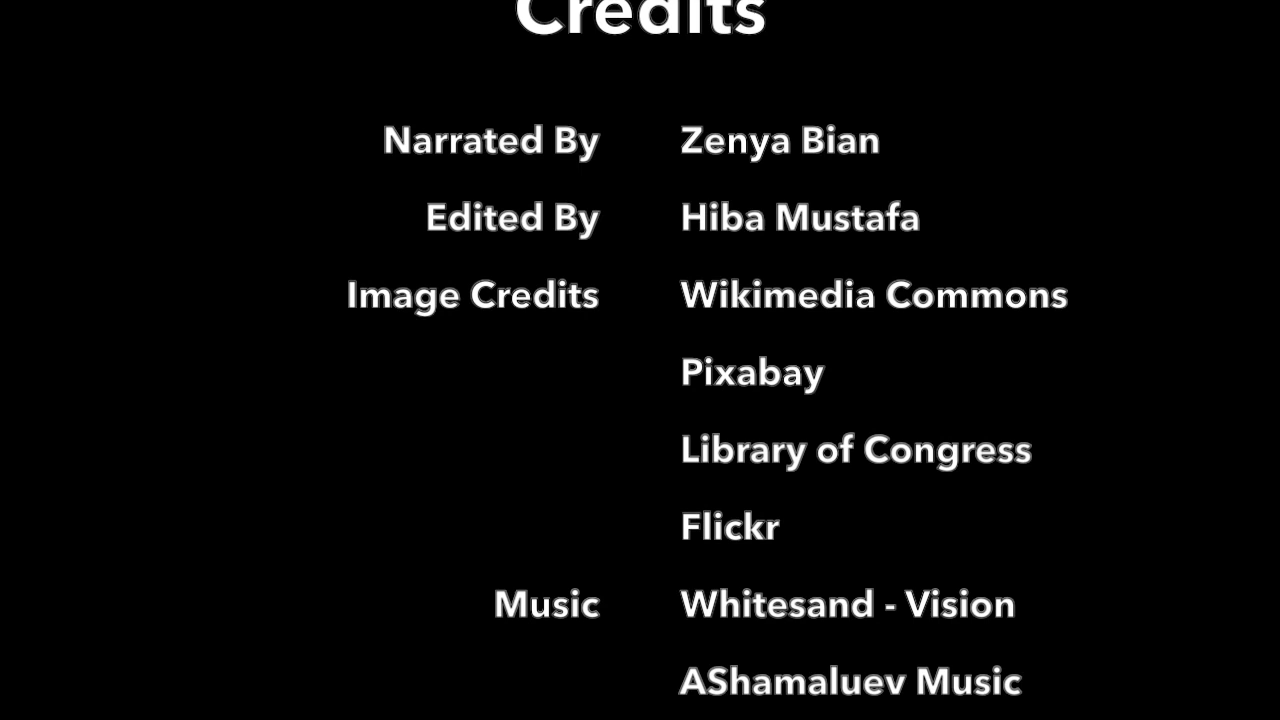 Credits
Narrated By Zenya Bian
Edited By Hiba Mustafa
Image Credits Wikimedia Commons
Pixabay
Library of Congress
Flickr
Music Whitesand - Vision
AShamaluev Music